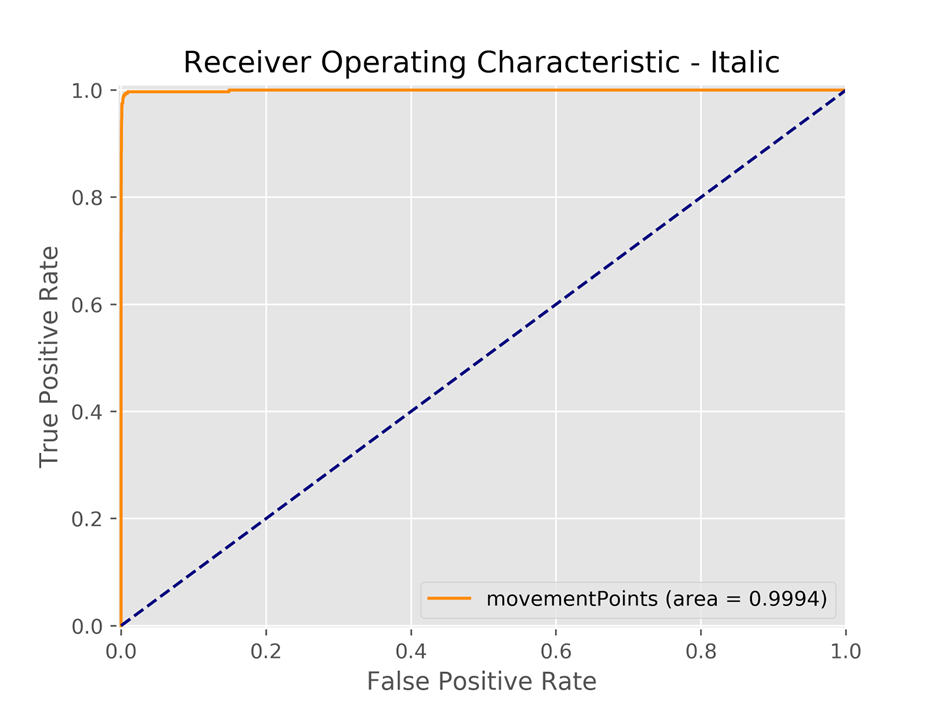 Receiver Operating Characteristic - Italic
1.0
0.8
0.6
0.4
0.2
0.0
True Positive Rate
movementPoints (area = 0.9994)
0.0 0.2 0.4 0.6 0.8 1.0
False Positive Rate